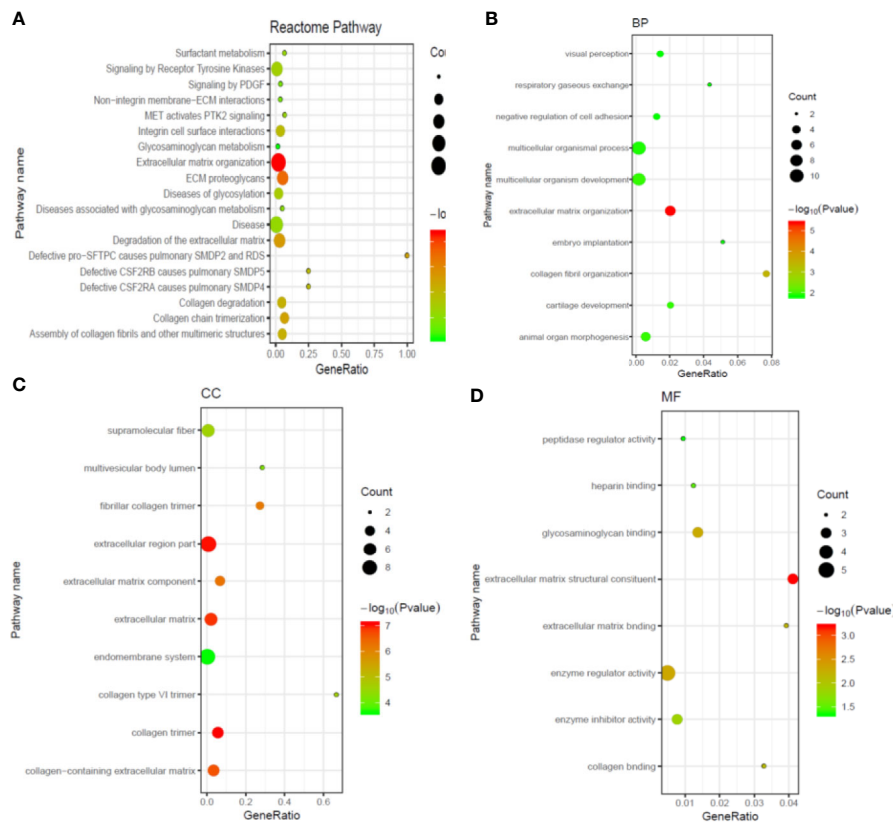 A
Reactome Pathway
Surfactant metabolism
Signaling by Receptor Tyrosine Kinases
Signaling by PDGF
Non-integrin membrane-ECM interactions
MET activates PTK2 signaling
Integrin cell surface interactions
Glycosaminoglycan metabolism
Extracellular matrix organization
ECM proteoglycans
Diseases of glycosylation
Diseases associated with glycosaminoglycan metabolism
Disease
Degradation of the extracellular matrix
Defective pro-SFTPC causes pulmonary SMDP2 and RDS
Defective CSF2RB causes pulmonary SMDP5
Defective CSF2RA causes pulmonary SMDP4
Collagen degradation
Collagen chain trimerization
Assembly of collagen fibrils and other multimeric structures
Pathway name
0.00 0.25 0.50 0.75 1.00
GeneRatio
Cou
-log
B
BP
visual perception
respiratory gaseous exchange
negative regulation of cell adhesion
multicellular organismal process
multicellular organism development
extracellular matrix organization
embryo implantation
collagen fibril organization
cartilage development
animal organ morphogenesis
Pathway name
0.00 0.02 0.04 0.06 0.08
GeneRatio
Count
2
4
6
8
10
-log10(Pvalue)
5
4
3
2
C
CC
supramolecular fiber
multivesicular body lumen
fibrillar collagen trimer
extracellular region part
extracellular matrix component
extracellular matrix
endomembrane system
collagen type VI trimer
collagen trimer
collagen-containing extracellular matrix
Pathway name
0.0 0.2 0.4 0.6
GeneRatio
Count
2
4
6
8
-log10(Pvalue)
7
6
5
4
D
MF
peptidase regulator activity
heparin binding
glycosaminoglycan binding
extracellular matrix structural constituent
extracellular matrix bnding
enzyme regulator activity
enzyme inhibitor activity
collagen bnding
Pathway name
0.01 0.02 0.03 0.04
GeneRatio
Count
2
3
4
5
-log10(Pvalue)
3.0
2.5
2.0
1.5